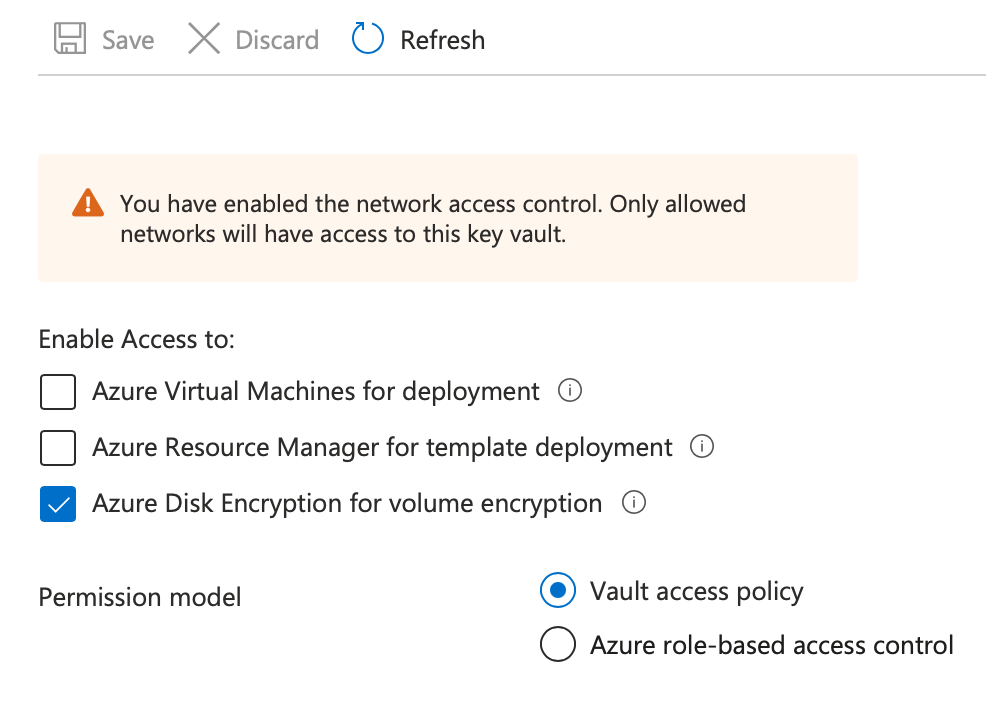 Save Discard Refresh
You have enabled the network access control. Only allowed
networks will have access to this key vault.
Enable Access to:
Azure Virtual Machines for deployment
Azure Resource Manager for template deployment
Azure Disk Encryption for volume encryption
Permission model
Vault access policy
Azure role-based access control